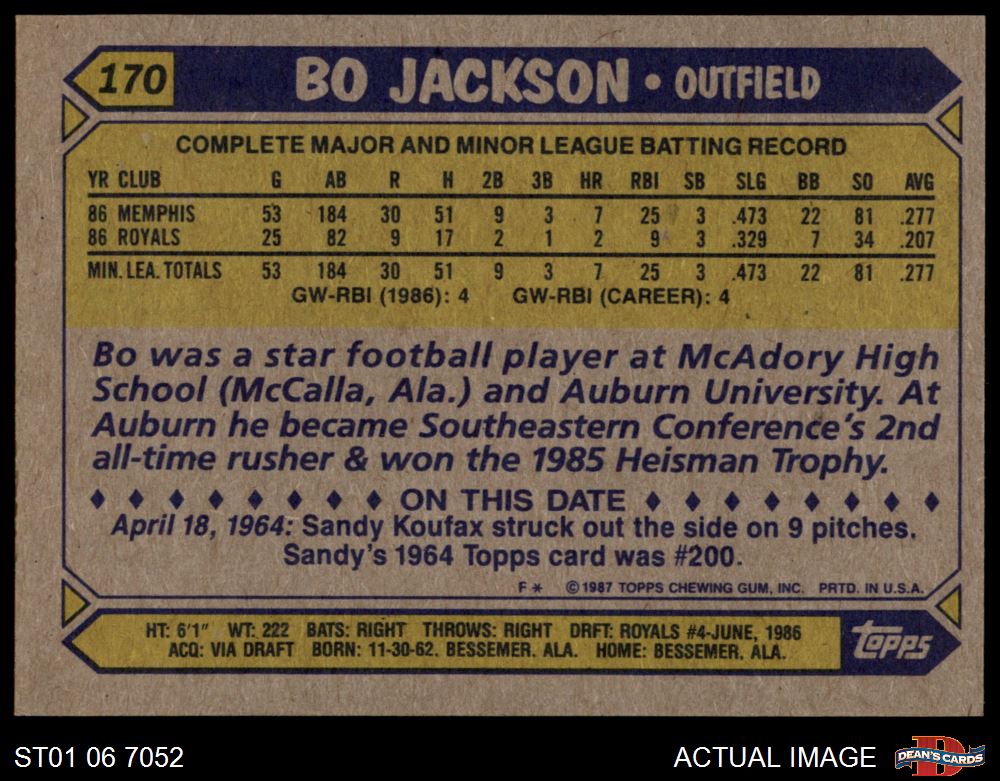 170 BO JACKSON • OUTFIELD
COMPLETE MAJOR AND MINOR LEAGUE BATTING RECORD
YR CLUB G AB R H 2B 3B HR RBI SB SLG BB SO AVG
86 MEMPHIS 53 184 30 51 9 3 7 25 3 .473 22 81 .277
86 ROYALS 25 82 9 17 2 1 2 9 3 .329 7 34 .207
MIN. LEA. TOTALS 53 184 30 51 9 3 7 25 3 .473 22 81 .277
GW-RBI (1986): 4 GW-RBI (CAREER): 4
Bo was a star football player at McAdory High
School (McCalla, Ala.) and Auburn University. At
Auburn he became Southeastern Conference's 2nd
all-time rusher & won the 1985 Heisman Trophy.
♦ ♦ ♦ ♦ ♦ ♦ ♦ ♦ ON THIS DATE ♦ ♦ ♦ ♦ ♦ ♦ ♦ ♦
April 18, 1964: Sandy Koufax struck out the side on 9 pitches.
Sandy's 1964 Topps card was #200.
F * © 1987 TOPPS CHEWING GUM, INC. PRTD. IN U.S.A.
HT: 6'1" WT: 222 BATS: RIGHT THROWS: RIGHT DRFT: ROYALS #4-JUNE, 1986
ACQ: VIA DRAFT BORN: 11-30-62, BESSEMER, ALA. HOME: BESSEMER, ALA.
topps
ST01 06 7052
ACTUAL IMAGE
D
DEAN'S CARDS